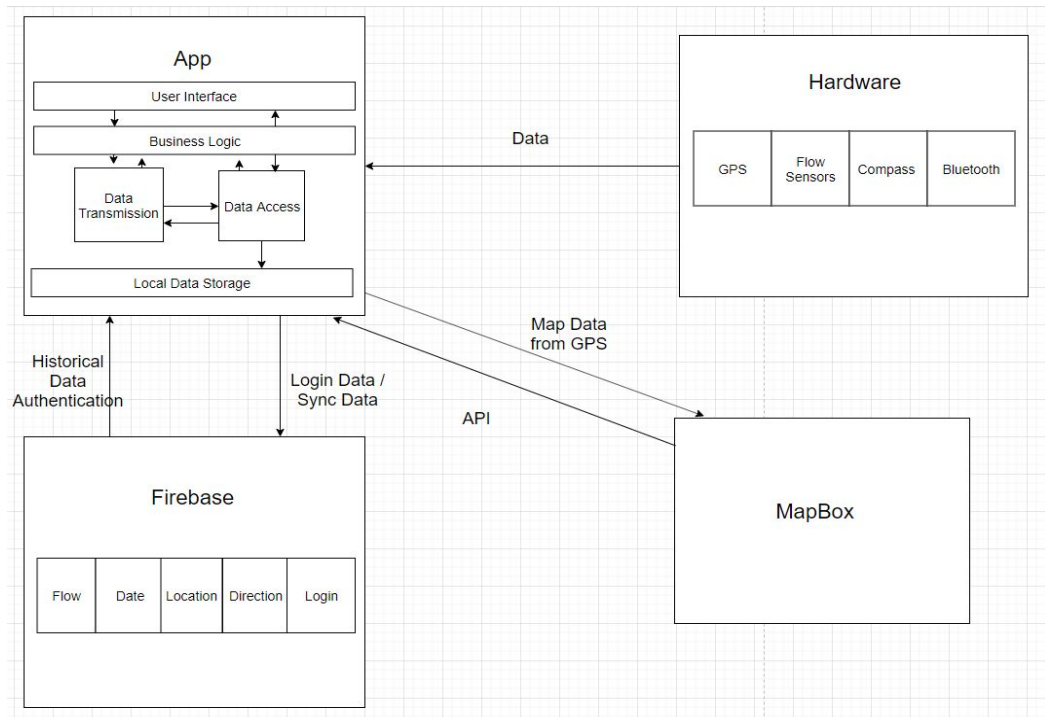 App
User Interface
Business Logic
Data
Transmission
Data Access
Local Data Storage
Hardware
GPS
Flow
Sensors
Compass
Bluetooth
Data
Map Data
from GPS
API
Historical
Data
Authentication
Login Data /
Sync Data
Firebase
Flow
Date
Location
Direction
Login
MapBox